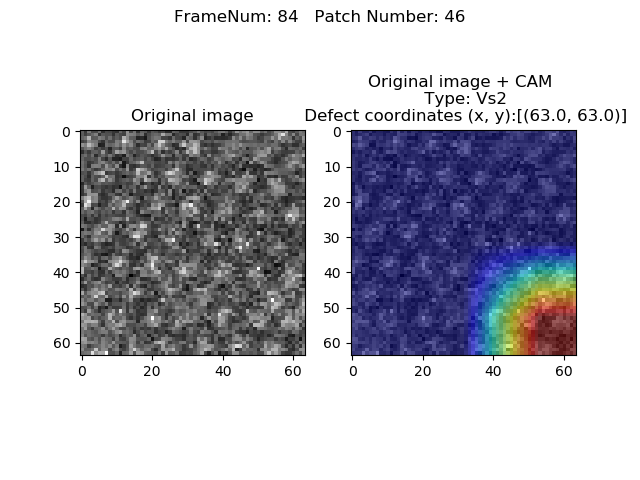 FrameNum: 84   Patch Number: 46
Original image
Original image + CAM
Type: Vs2
Defect coordinates (x, y):[(63.0, 63.0)]
0
10
20
30
40
50
60
0 20 40 60
0
10
20
30
40
50
60
0 20 40 60